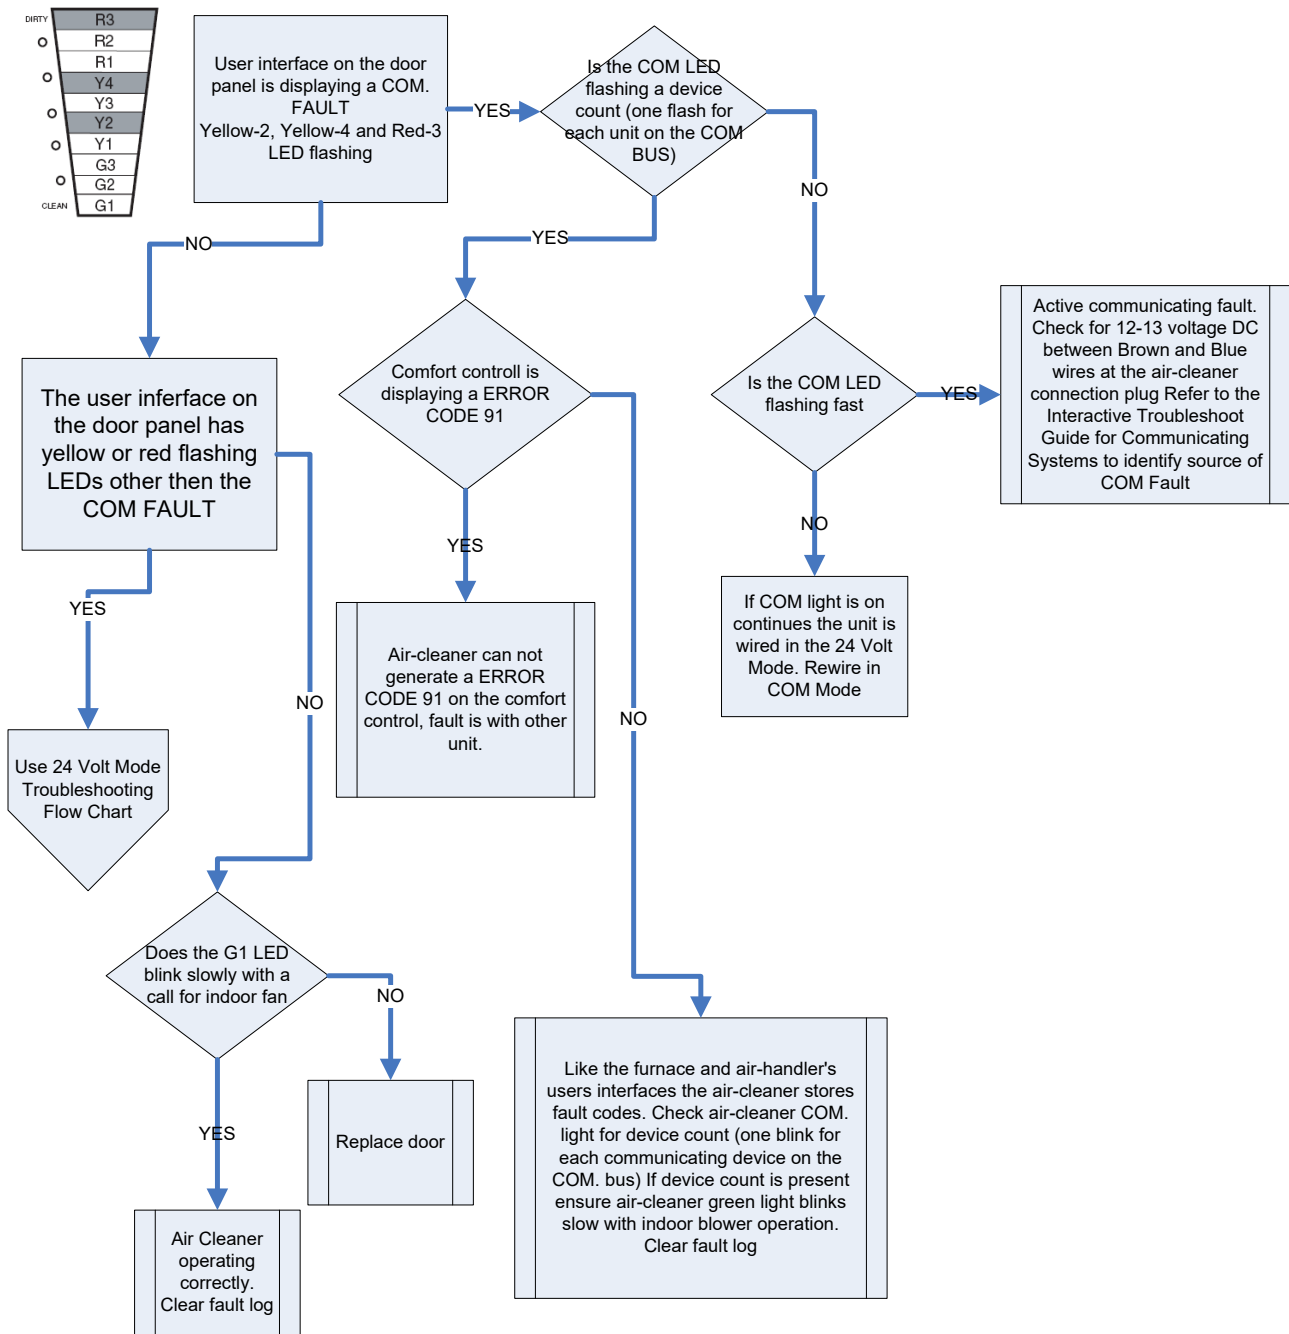 DIRTY
R3
R2
R1
Y4
Y3
Y2
Y1
G3
G2
CLEAN
G1
User interface on the door
panel is displaying a COM.
FAULT
Yellow-2, Yellow-4 and Red-3
LED flashing
YES
Is the COM LED
flashing a device
count (one flash for
each unit on the COM
BUS)
NO
YES
NO
The user inferface on
the door panel has
yellow or red flashing
LEDs other then the
COM FAULT
Comfort controll is
displaying a ERROR
CODE 91
Is the COM LED
flashing fast
YES
Active communicating fault.
Check for 12-13 voltage DC
between Brown and Blue
wires at the air-cleaner
connection plug Refer to the
Interactive Troubleshoot
Guide for Communicating
Systems to identify source of
COM Fault
NO
YES
YES
NO
NO
If COM light is on
continues the unit is
wired in the 24 Volt
Mode. Rewire in
COM Mode
Air-cleaner can not
generate a ERROR
CODE 91 on the comfort
control, fault is with other
unit.
Use 24 Volt Mode
Troubleshooting
Flow Chart
Does the G1 LED
blink slowly with a
call for indoor fan
NO
YES
Replace door
Like the furnace and air-handler's
users interfaces the air-cleaner stores
fault codes. Check air-cleaner COM.
light for device count (one blink for
each communicating device on the
COM. bus) If device count is present
ensure air-cleaner green light blinks
slow with indoor blower operation.
Clear fault log
Air Cleaner
operating
correctly.
Clear fault log